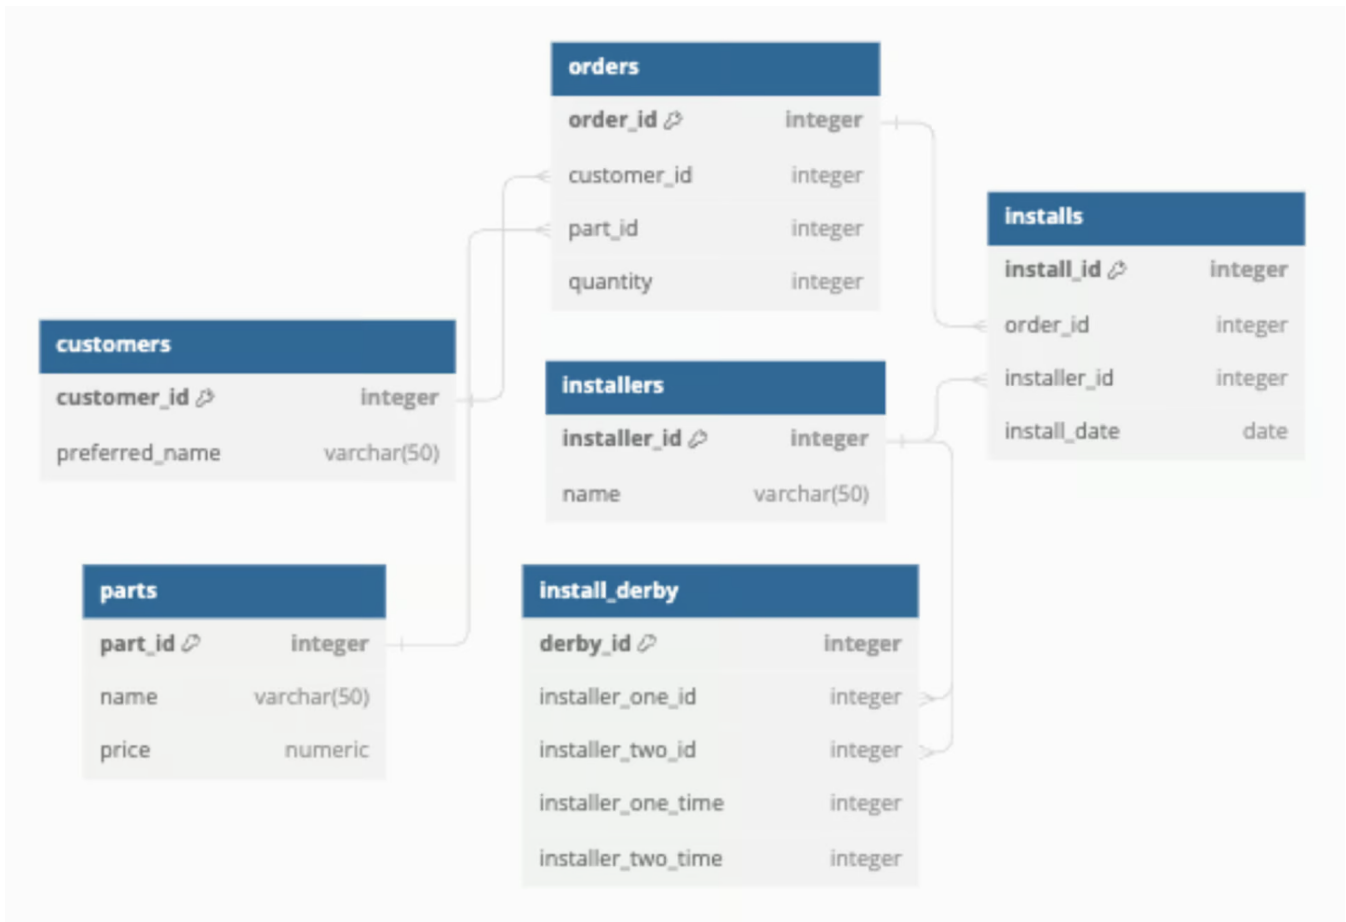 orders
order_id integer
customer_id integer
part_id integer
quantity integer
installs
install_id integer
order_id integer
installer_id integer
install_date date
customers
customer_id integer
preferred_name varchar(50)
installers
installer_id integer
name varchar(50)
parts
part_id integer
name varchar(50)
price numeric
install_derby
derby_id integer
installer_one_id integer
installer_two_id integer
installer_one_time integer
installer_two_time integer